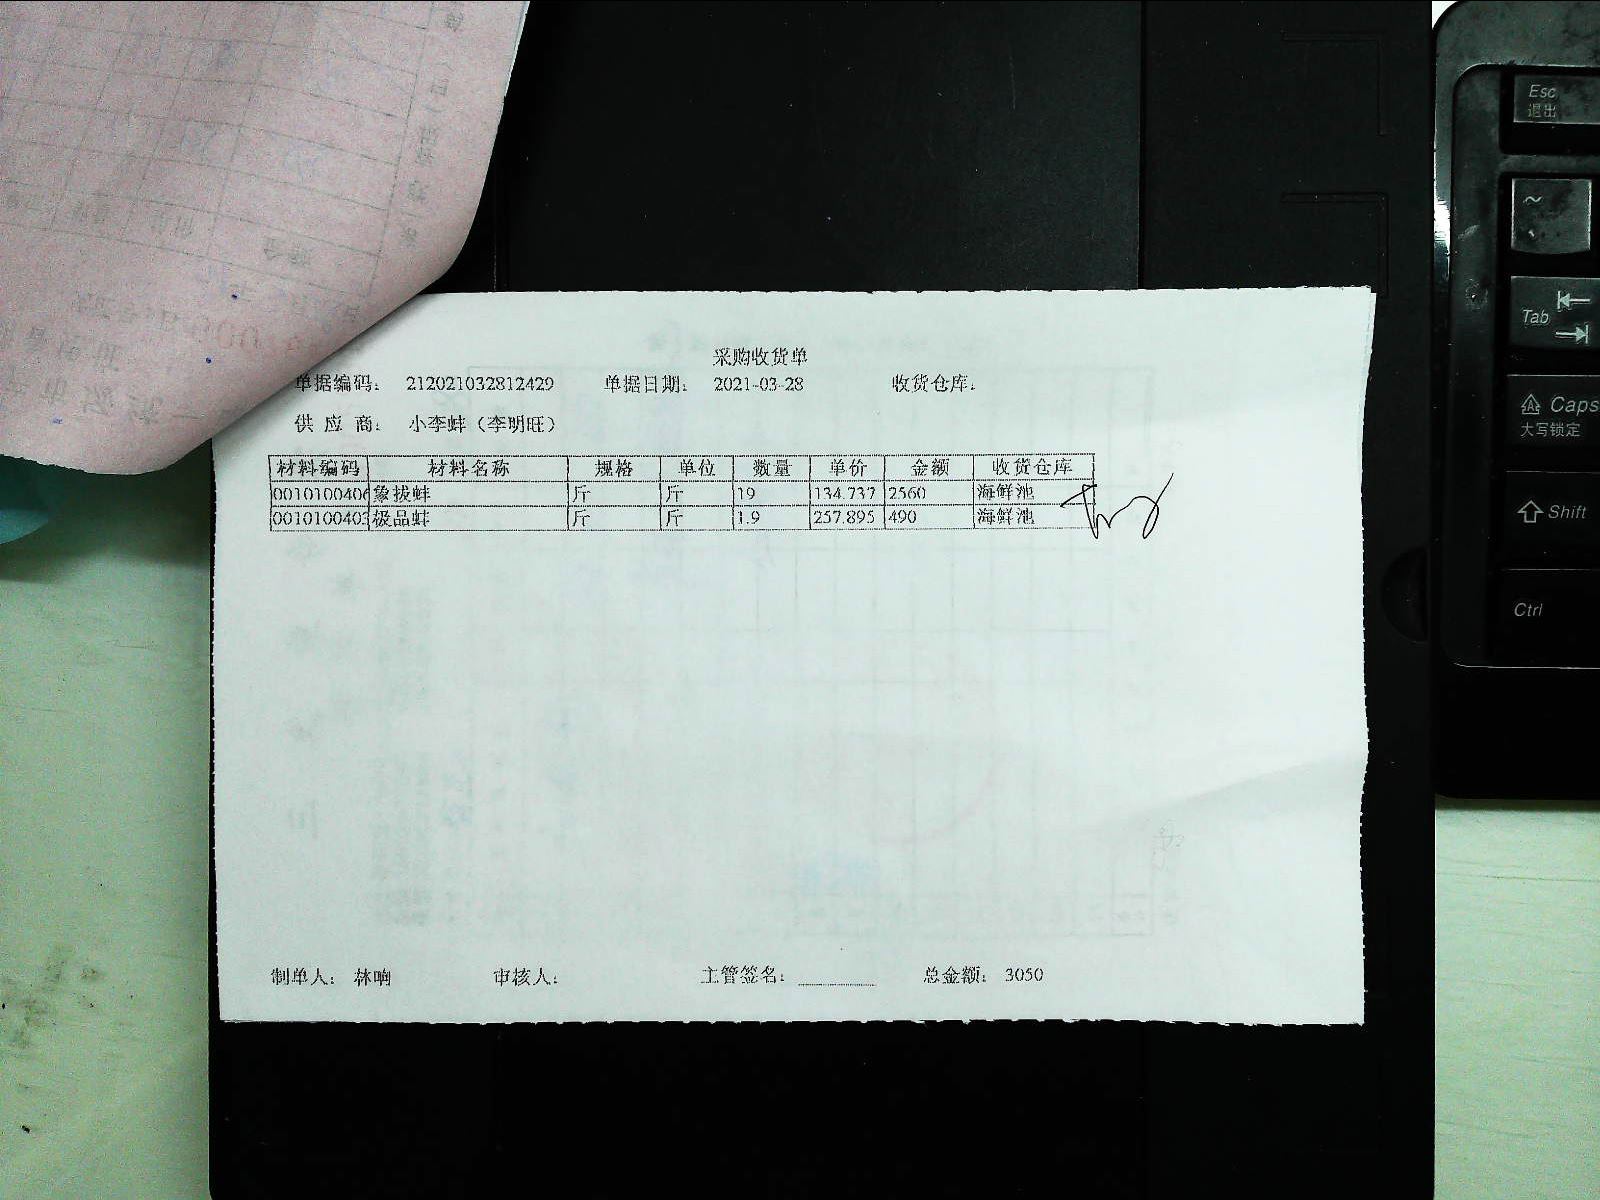 采购收货单
单据编码： 212021032812429 单据日期： 2021-03-28 收货仓库：
供 应 商： 小李蚌（李明旺）
材料编码 材料名称 规格 单位 数量 单价 金额 收货仓库
0010100406 象拔蚌 斤 斤 19 134.737 2560 海鲜池
0010100403 极品蚌 斤 斤 1.9 257.895 490 海鲜池
制单人： 林响 审核人： 主管签名： 总金额： 3050
Esc
退出
~
Tab
Caps
大写锁定
Shift
Ctrl